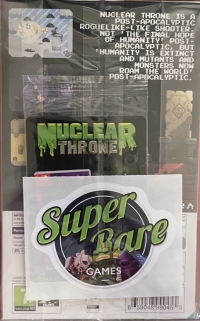 NUCLEAR THRONE IS A
POST-APOCALYPTIC
ROGUELIKE-LIKE SHOOTER.
NOT 'THE FINAL HOPE
OF HUMANITY' POST-
APOCALYPTIC, BUT
'HUMANITY IS EXTINCT
AND MUTANTS AND
MONSTERS NOW
ROAM THE WORLD'
POST-APOCALYPTIC.
NUCLEAR
THRONE
Super
Rare
GAMES